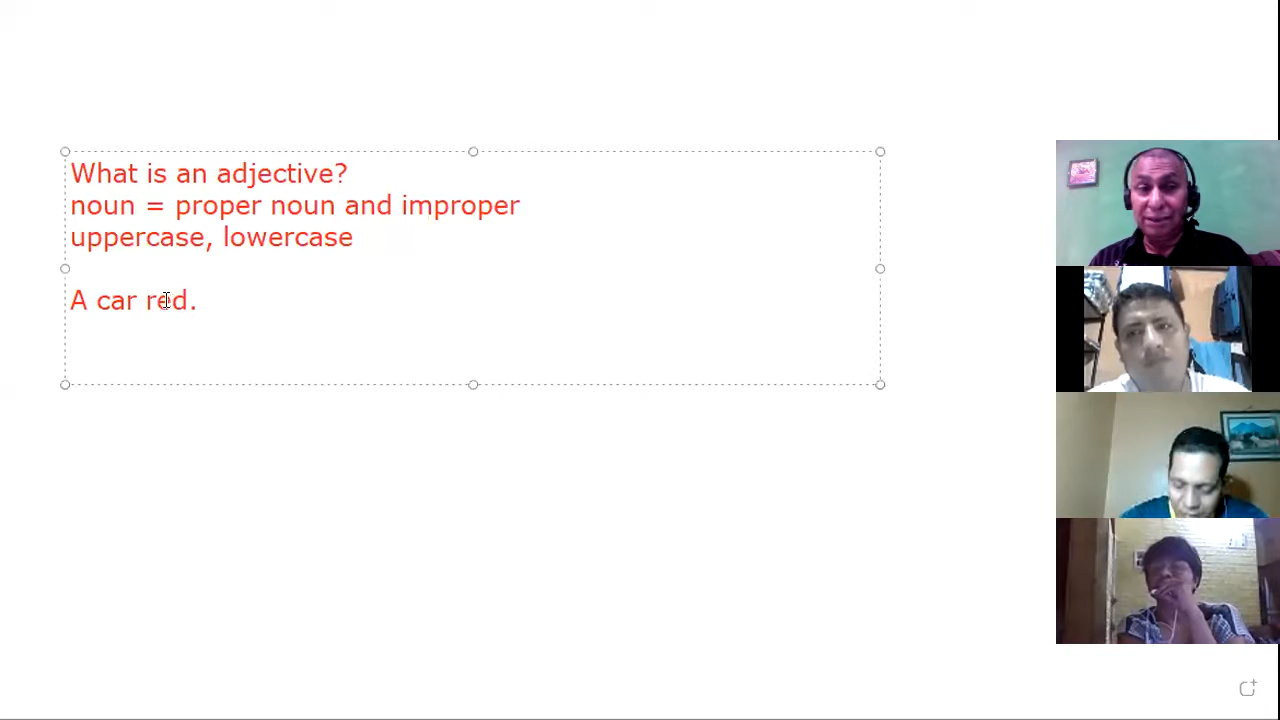 What is an adjective?
noun = proper noun and improper
uppercase, lowercase
A car red.